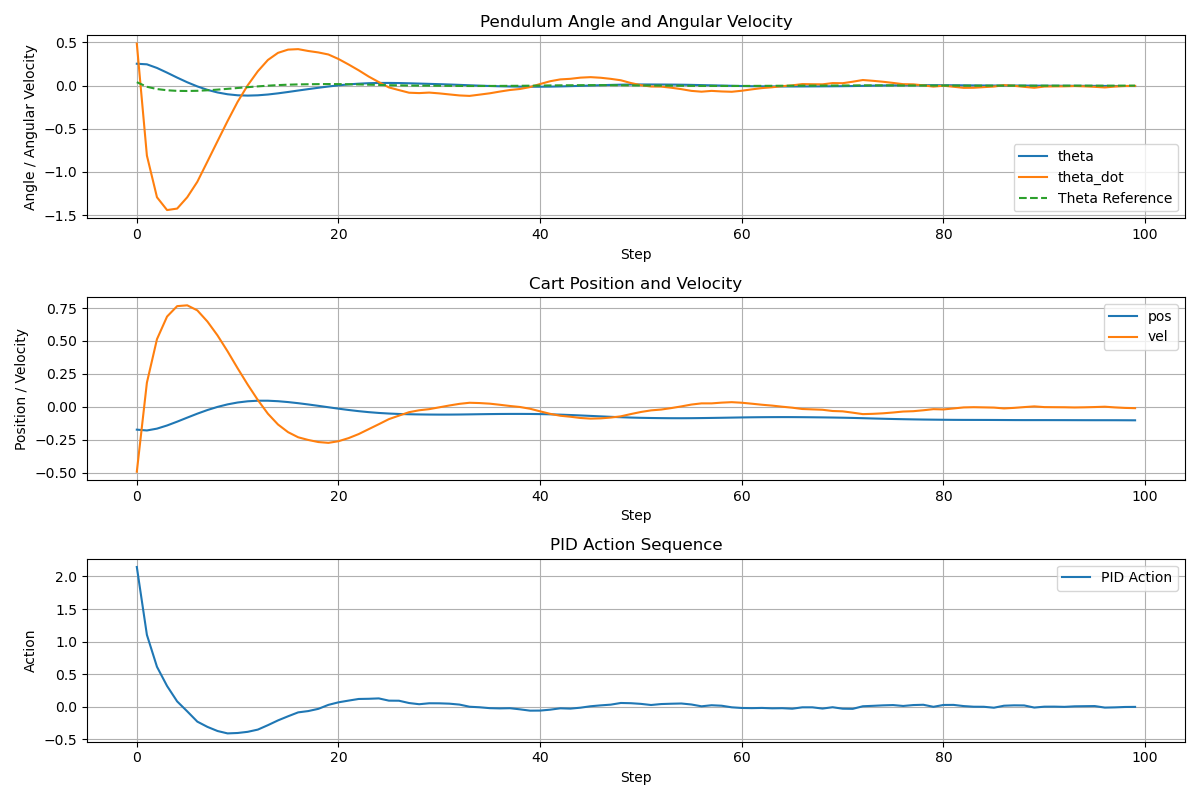 Pendulum Angle and Angular Velocity
Angle / Angular Velocity
0.5
0.0
−0.5
−1.0
−1.5
theta
theta_dot
Theta Reference
0 20 40 60 80 100
Step
Cart Position and Velocity
Position / Velocity
0.75
0.50
0.25
0.00
−0.25
−0.50
pos
vel
0 20 40 60 80 100
Step
PID Action Sequence
Action
2.0
1.5
1.0
0.5
0.0
−0.5
PID Action
0 20 40 60 80 100
Step